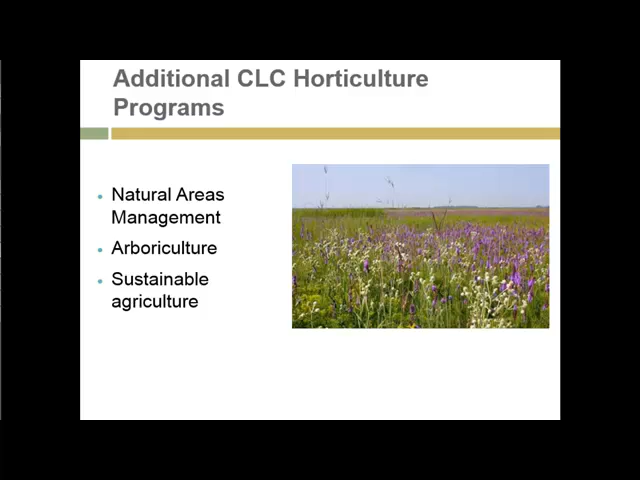 Additional CLC Horticulture
Programs
• Natural Areas
Management
• Arboriculture
• Sustainable
agriculture